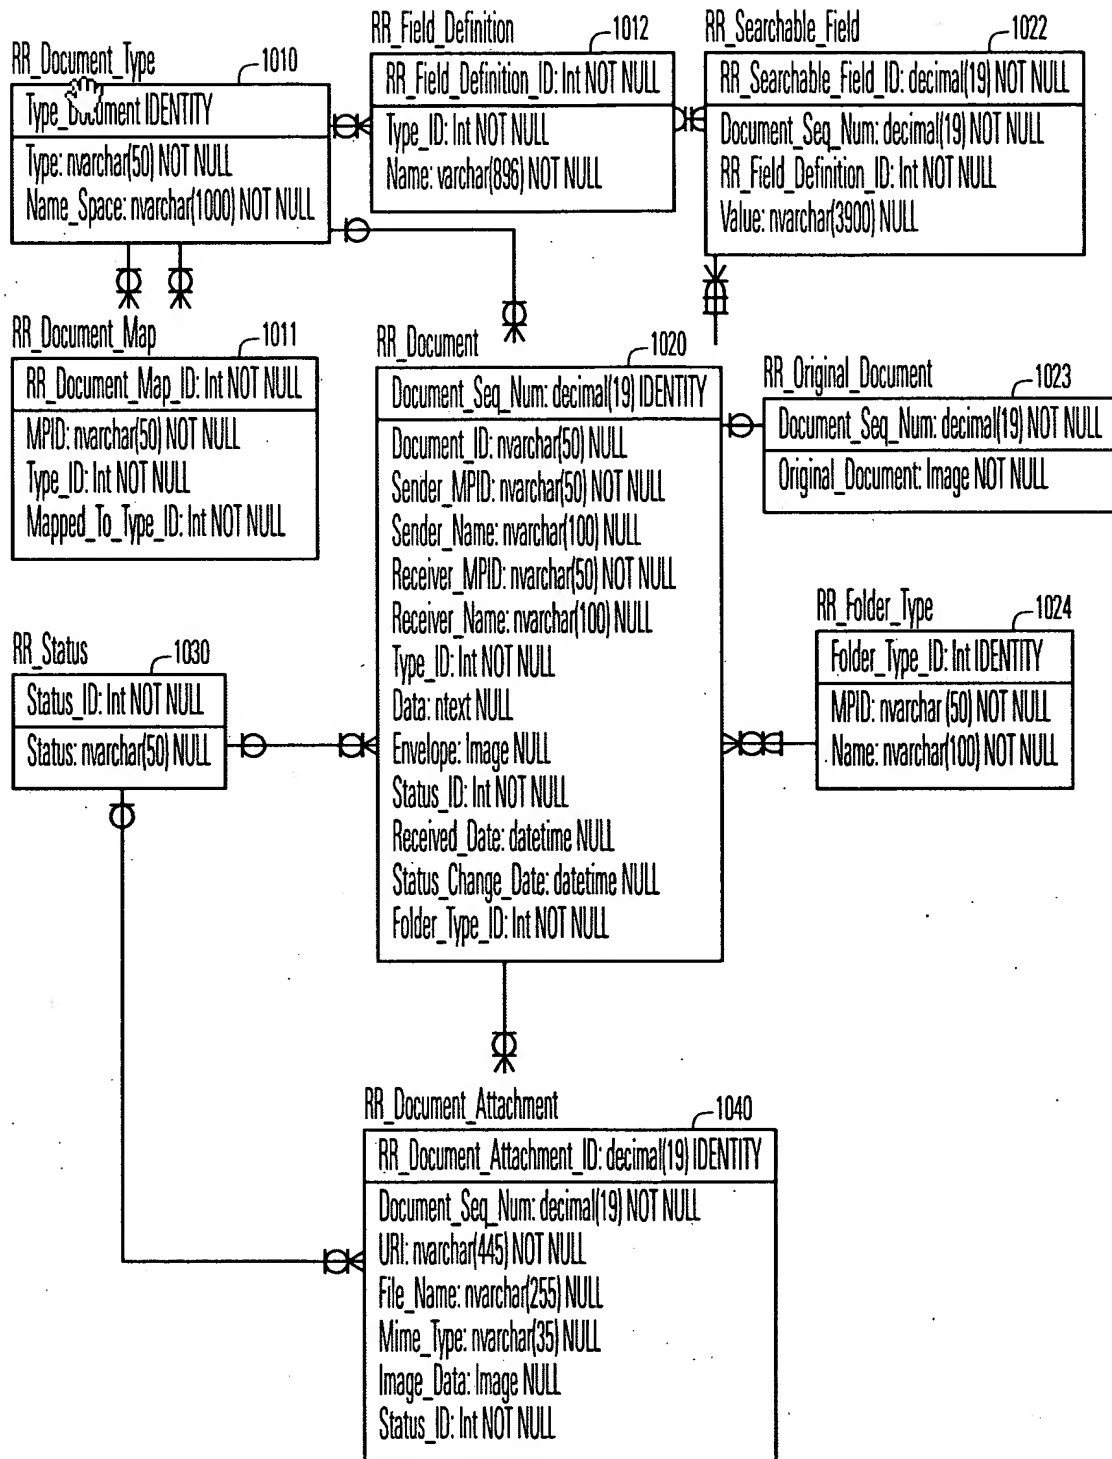 RR_Document_Type
1010
Type_Document IDENTITY
Type: nvarchar(50) NOT NULL
Name_Space: nvarchar(1000) NOT NULL
RR_Field_Definition
1012
RR_Field_Definition_ID: Int NOT NULL
Type_ID: Int NOT NULL
Name: varchar(896) NOT NULL
RR_Searchable_Field
1022
RR_Searchable_Field_ID: decimal(19) NOT NULL
Document_Seq_Num: decimal(19) NOT NULL
RR_Field_Definition_ID: Int NOT NULL
Value: nvarchar(3900) NULL
RR_Document_Map
1011
RR_Document_Map_ID: Int NOT NULL
MPID: nvarchar(50) NOT NULL
Type_ID: Int NOT NULL
Mapped_To_Type_ID: Int NOT NULL
RR_Document
1020
Document_Seq_Num: decimal(19) IDENTITY
Document_ID: nvarchar(50) NULL
Sender_MPID: nvarchar(50) NOT NULL
Sender_Name: nvarchar(100) NULL
Receiver_MPID: nvarchar(50) NOT NULL
Receiver_Name: nvarchar(100) NULL
Type_ID: Int NOT NULL
Data: ntext NULL
Envelope: Image NULL
Status_ID: Int NOT NULL
Received_Date: datetime NULL
Status_Change_Date: datetime NULL
Folder_Type_ID: Int NOT NULL
RR_Original_Document
1023
Document_Seq_Num: decimal(19) NOT NULL
Original_Document: Image NOT NULL
RR_Folder_Type
1024
Folder_Type_ID: Int IDENTITY
MPID: nvarchar (50) NOT NULL
Name: nvarchar(100) NOT NULL
RR_Status
1030
Status_ID: Int NOT NULL
Status: nvarchar(50) NULL
RR_Document_Attachment
1040
RR_Document_Attachment_ID: decimal(19) IDENTITY
Document_Seq_Num: decimal(19) NOT NULL
URI: nvarchar(445) NOT NULL
File_Name: nvarchar(255) NULL
Mime_Type: nvarchar(35) NULL
Image_Data: Image NULL
Status_ID: Int NOT NULL